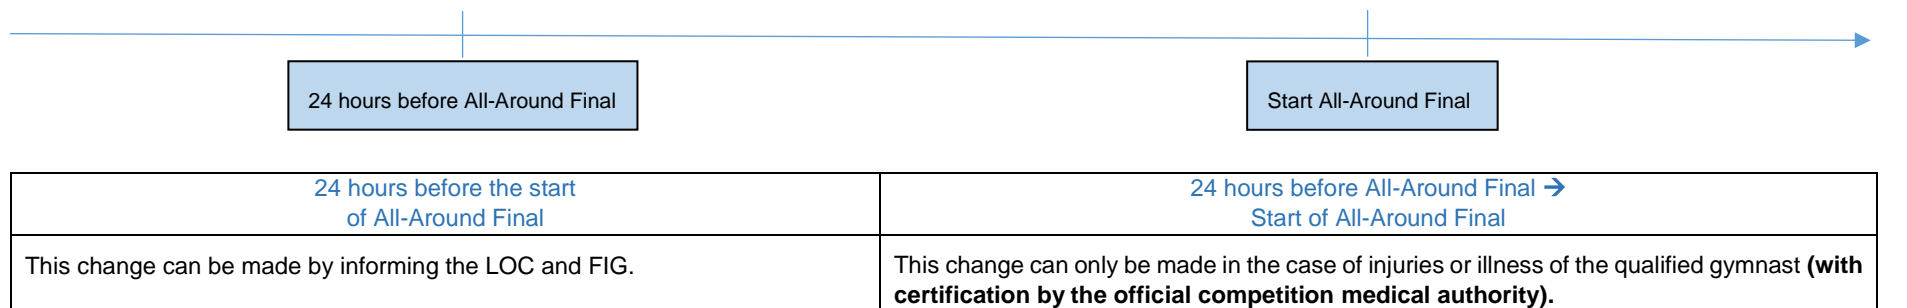 24 hours before All-Around Final
Start All-Around Final
24 hours before the start
of All-Around Final
24 hours before All-Around Final →
Start of All-Around Final
This change can be made by informing the LOC and FIG.
This change can only be made in the case of injuries or illness of the qualified gymnast (with
certification by the official competition medical authority).